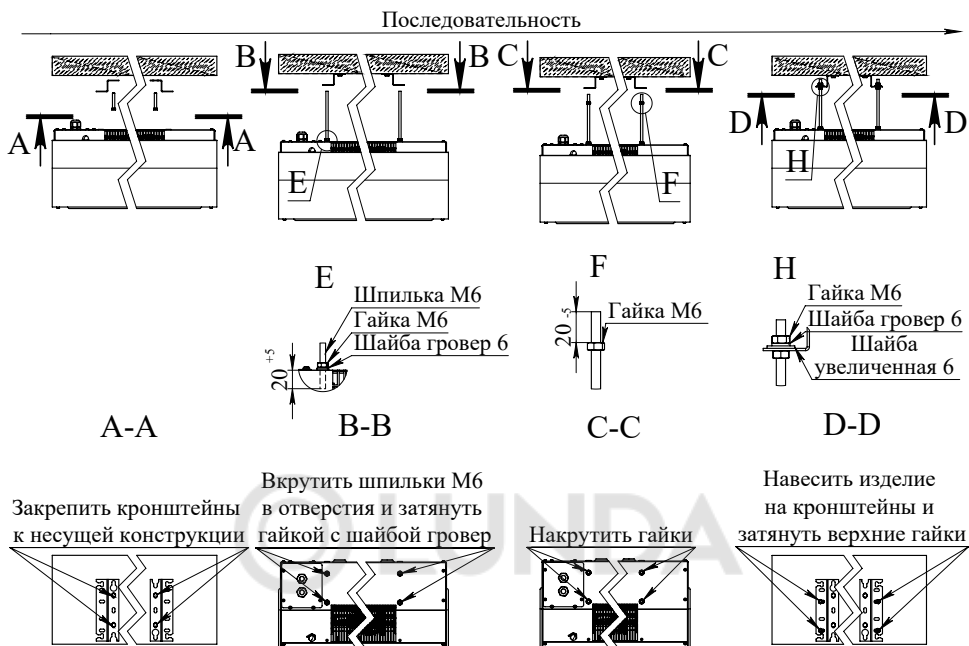 Последовательность
B B C C
A A D D
E F H
E F H
Шпилька М6
Гайка М6
Шайба гровер 6
20 +5
Гайка М6
20 -5
Гайка М6
Шайба гровер 6
Шайба
увеличенная 6
A-A B-B C-C D-D
Закрепить кронштейны
к несущей конструкции
Вкрутить шпильки М6
в отверстия и затянуть
гайкой с шайбой гровер
Накрутить гайки
Навесить изделие
на кронштейны и
затянуть верхние гайки
LUNDA